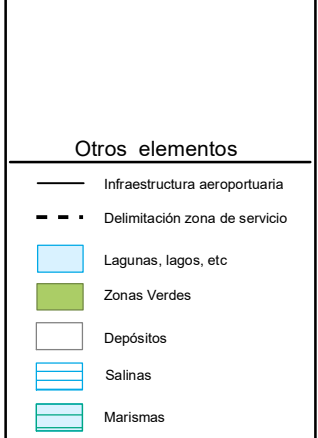 Otros elementos
Infraestructura aeroportuaria
Delimitación zona de servicio
Lagunas, lagos, etc
Zonas Verdes
Depósitos
Salinas
Marismas